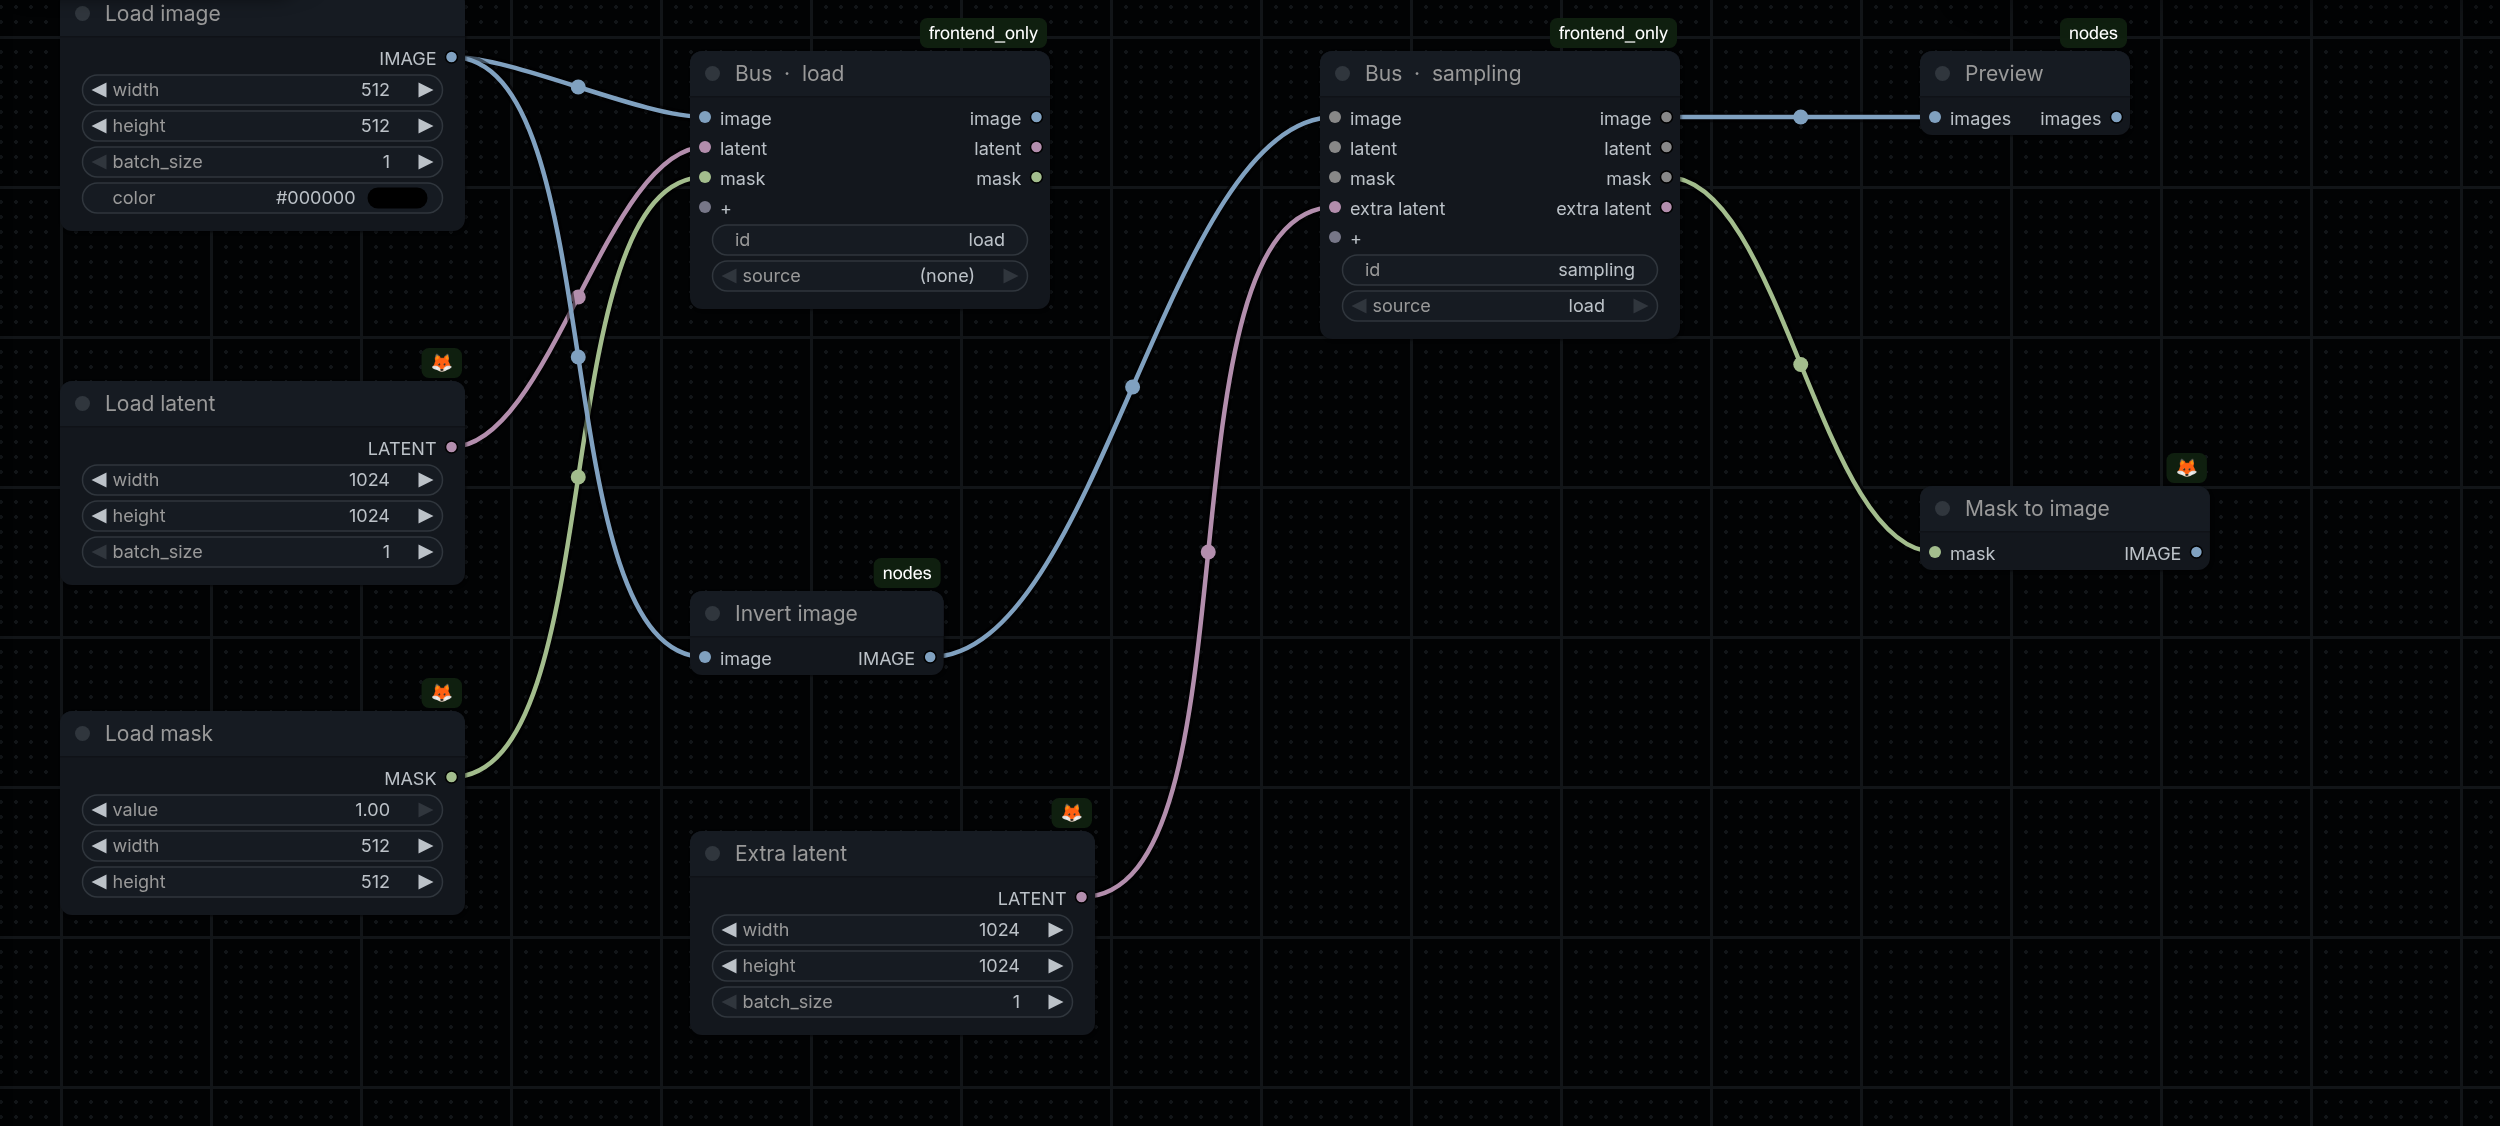 Load image
IMAGE
width 512
height 512
batch_size 1
color #000000
Load latent
LATENT
width 1024
height 1024
batch_size 1
Load mask
MASK
value 1.00
width 512
height 512
frontend_only
Bus · load
image image
latent latent
mask mask
+
id load
source (none)
nodes
Invert image
image IMAGE
Extra latent
LATENT
width 1024
height 1024
batch_size 1
frontend_only
Bus · sampling
image image
latent latent
mask mask
extra latent extra latent
+
id sampling
source load
nodes
Preview
images images
Mask to image
mask IMAGE